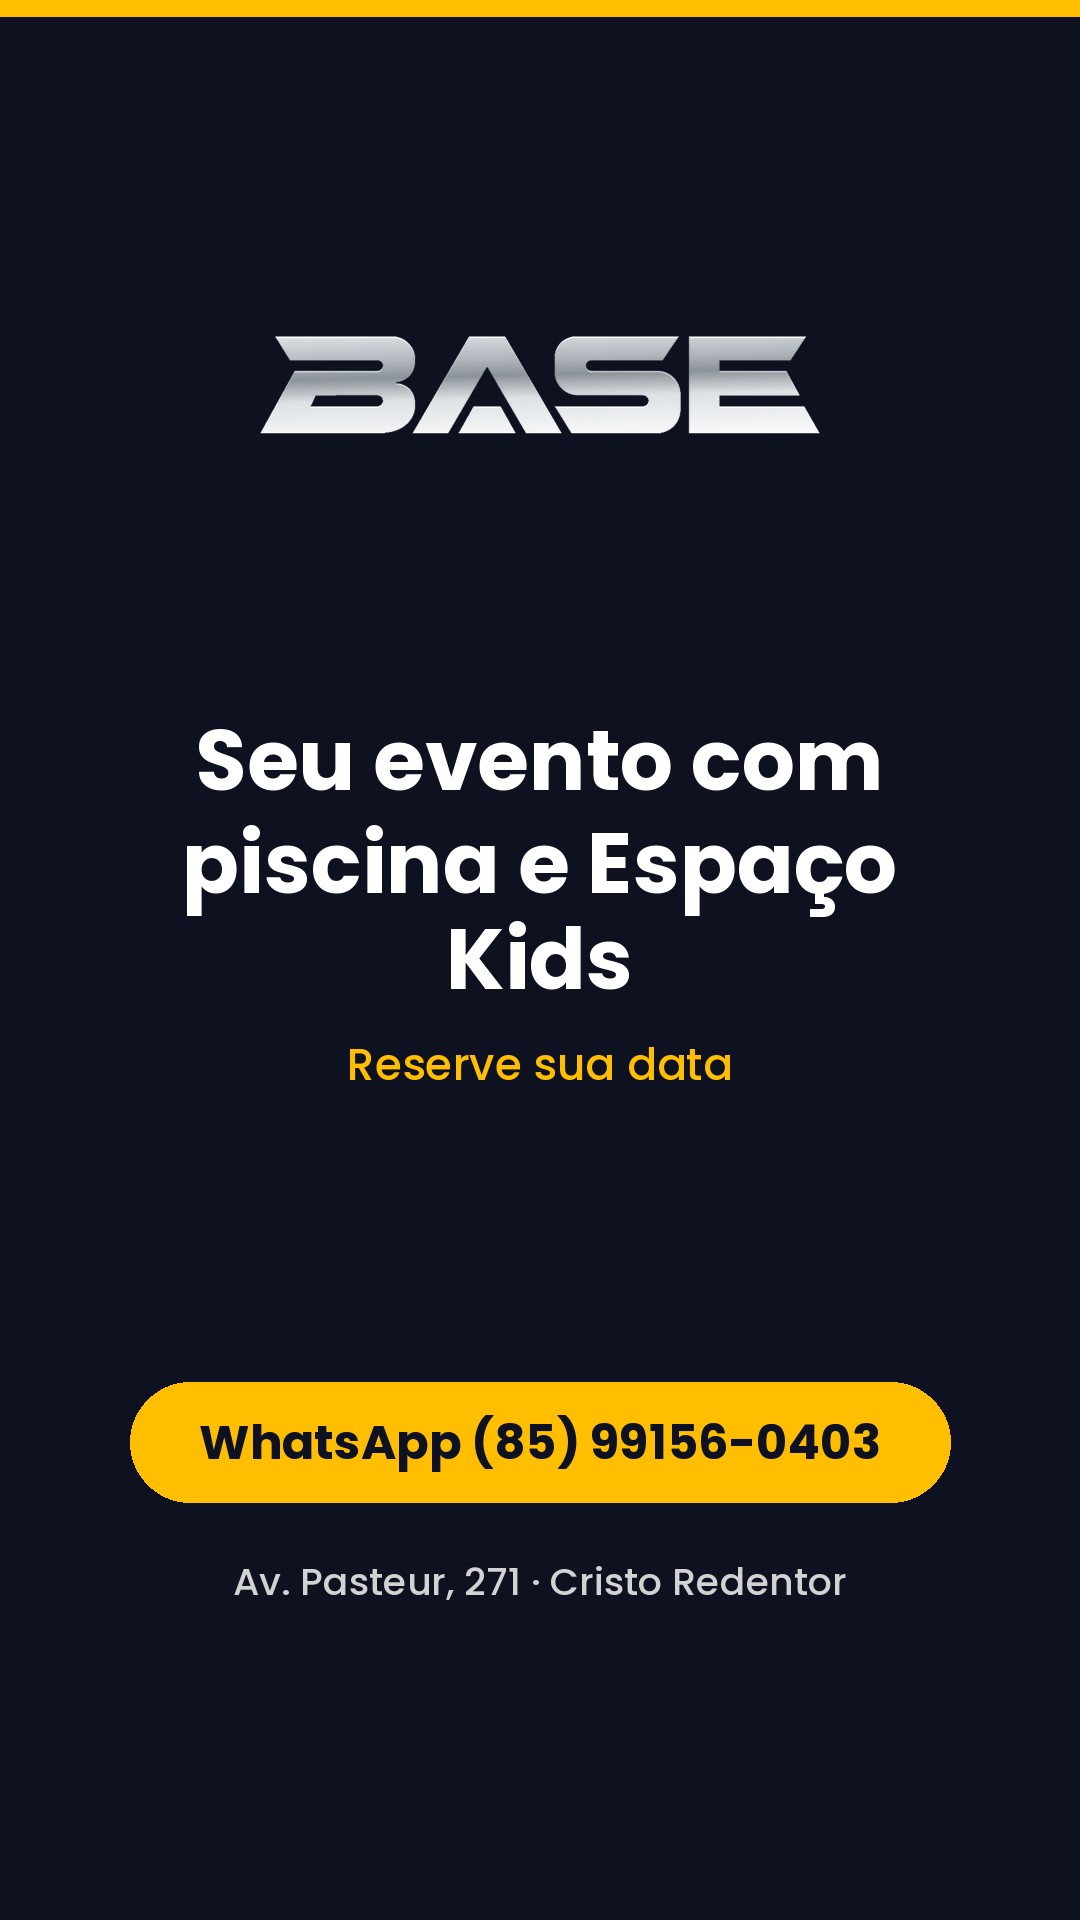 BASE
Seu evento com
piscina e Espaço
Kids
Reserve sua data
WhatsApp (85) 99156-0403
Av. Pasteur, 271 · Cristo Redentor